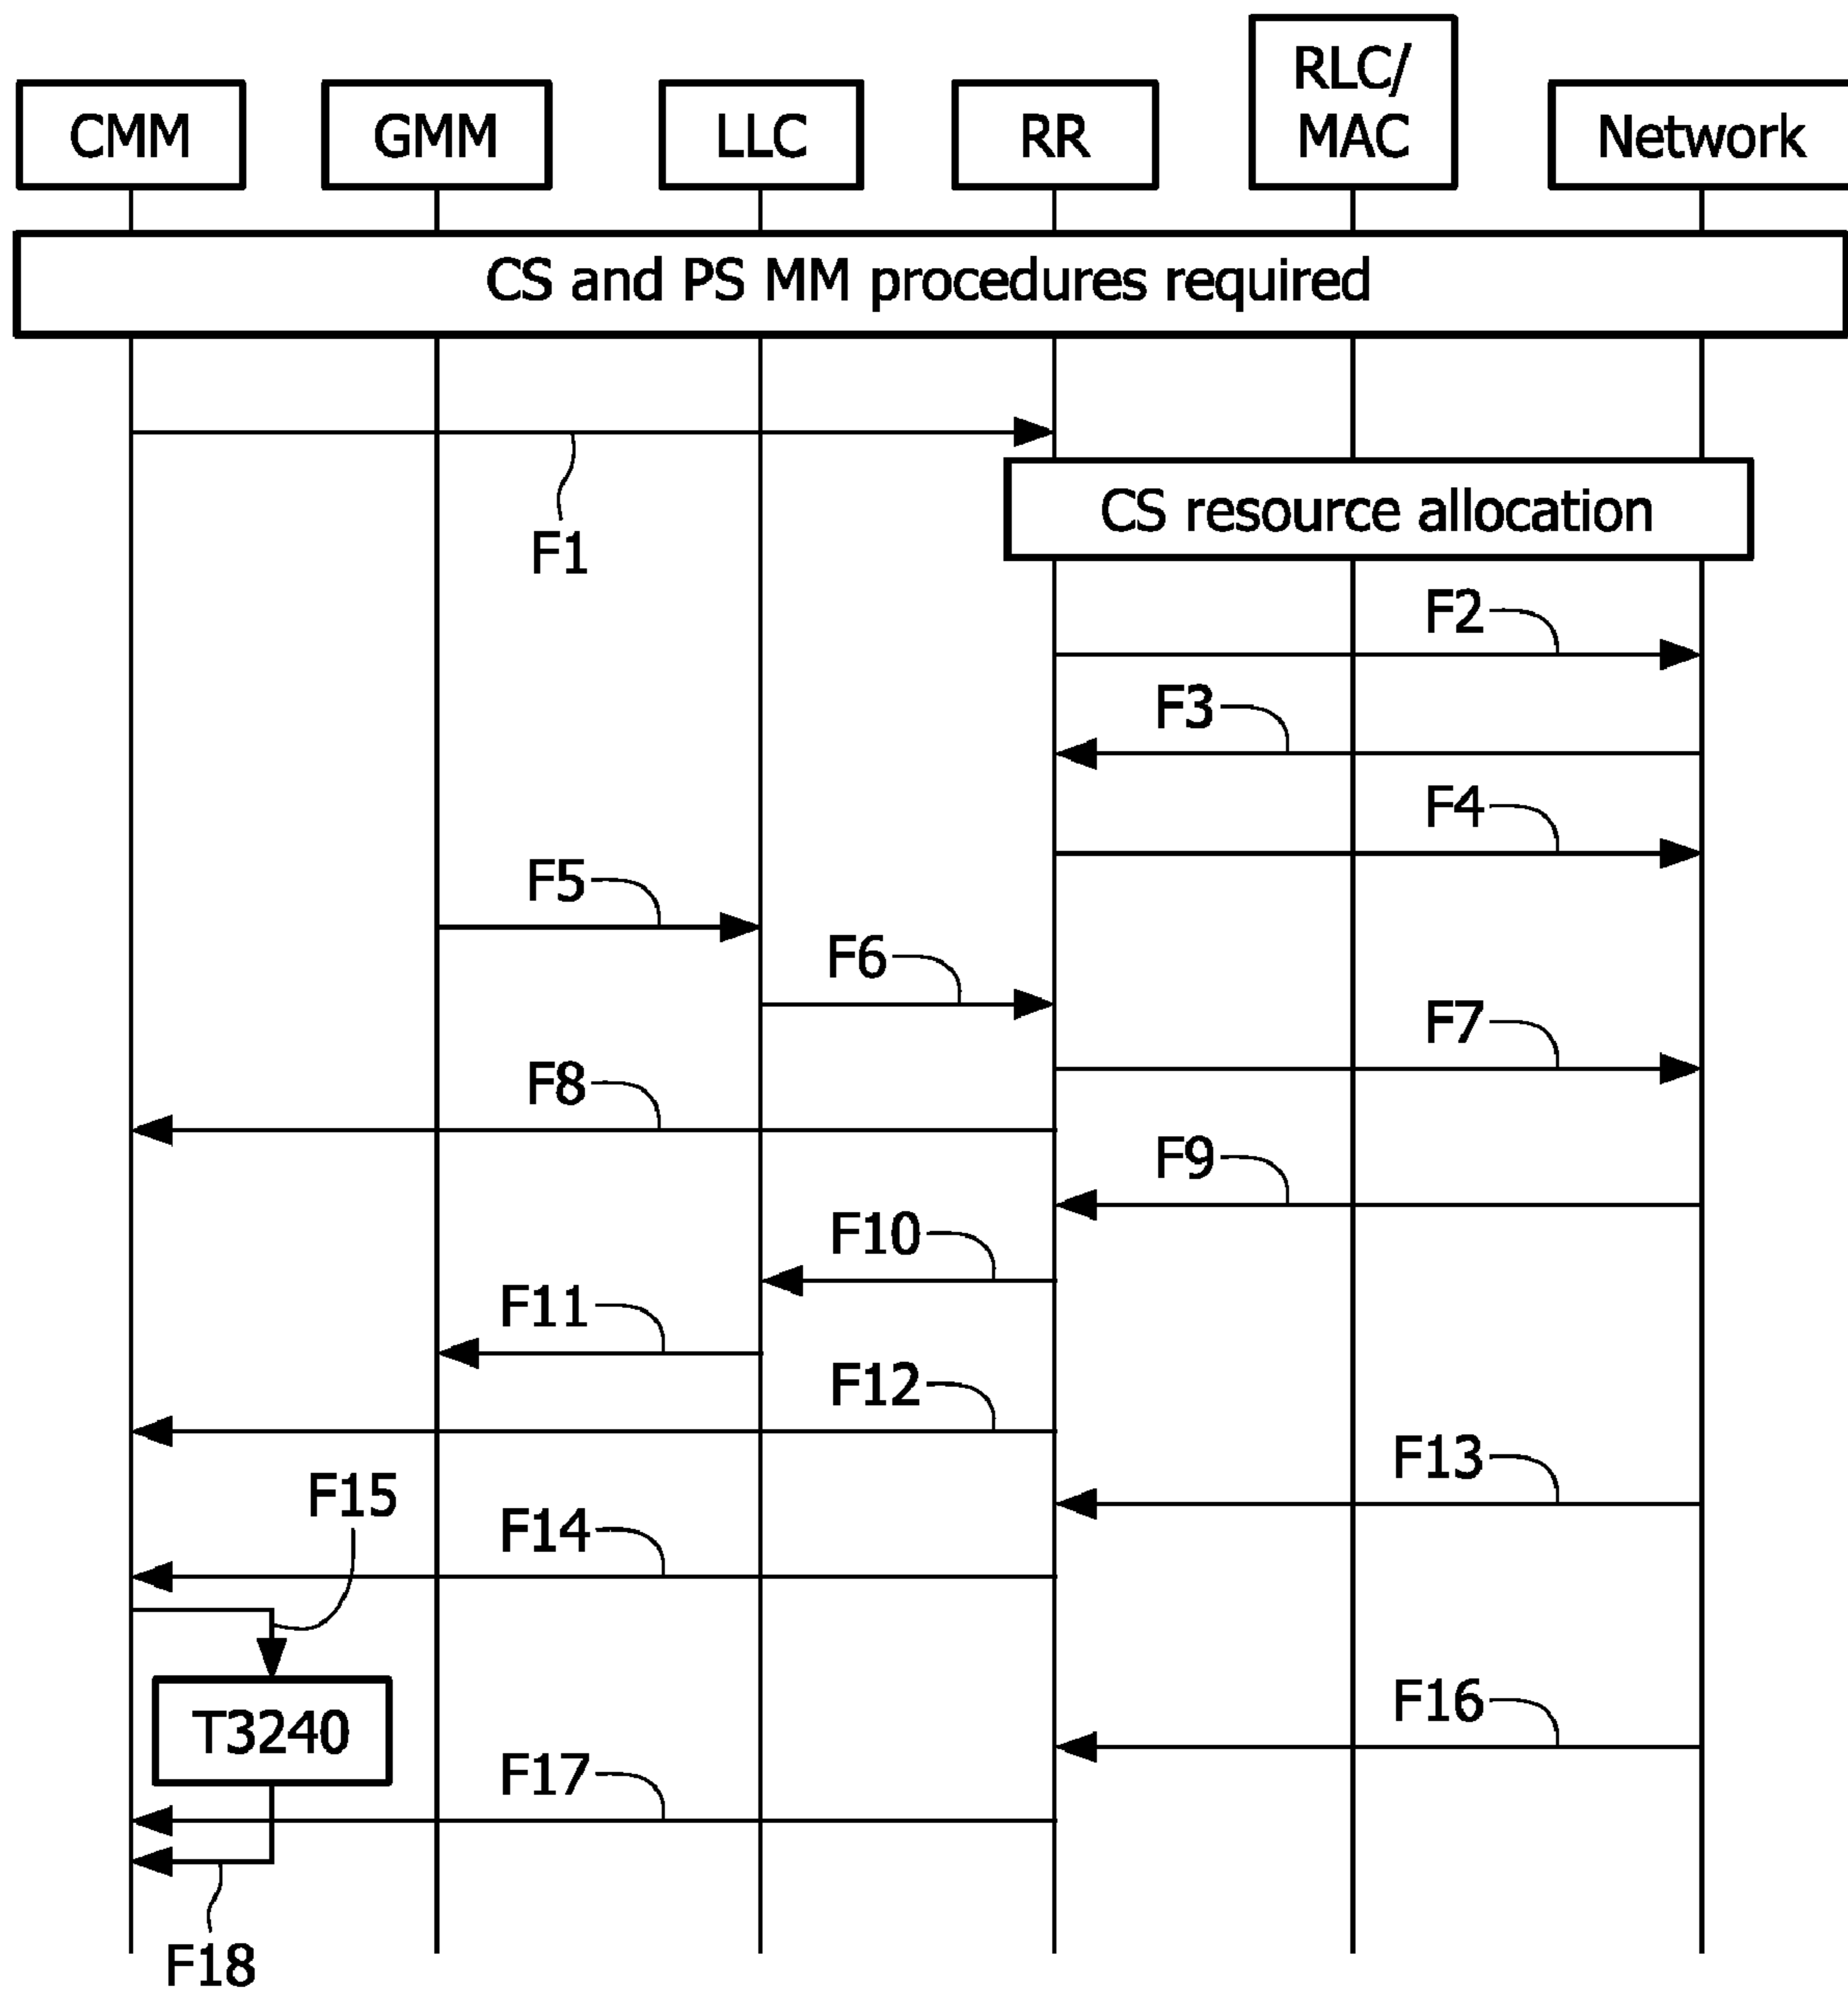 CMM
GMM
LLC
RR
RLC/
MAC
Network
CS and PS MM procedures required
F1
CS resource allocation
F2
F3
F4
F5
F6
F7
F8
F9
F10
F11
F12
F13
F15
F14
T3240
F16
F17
F18